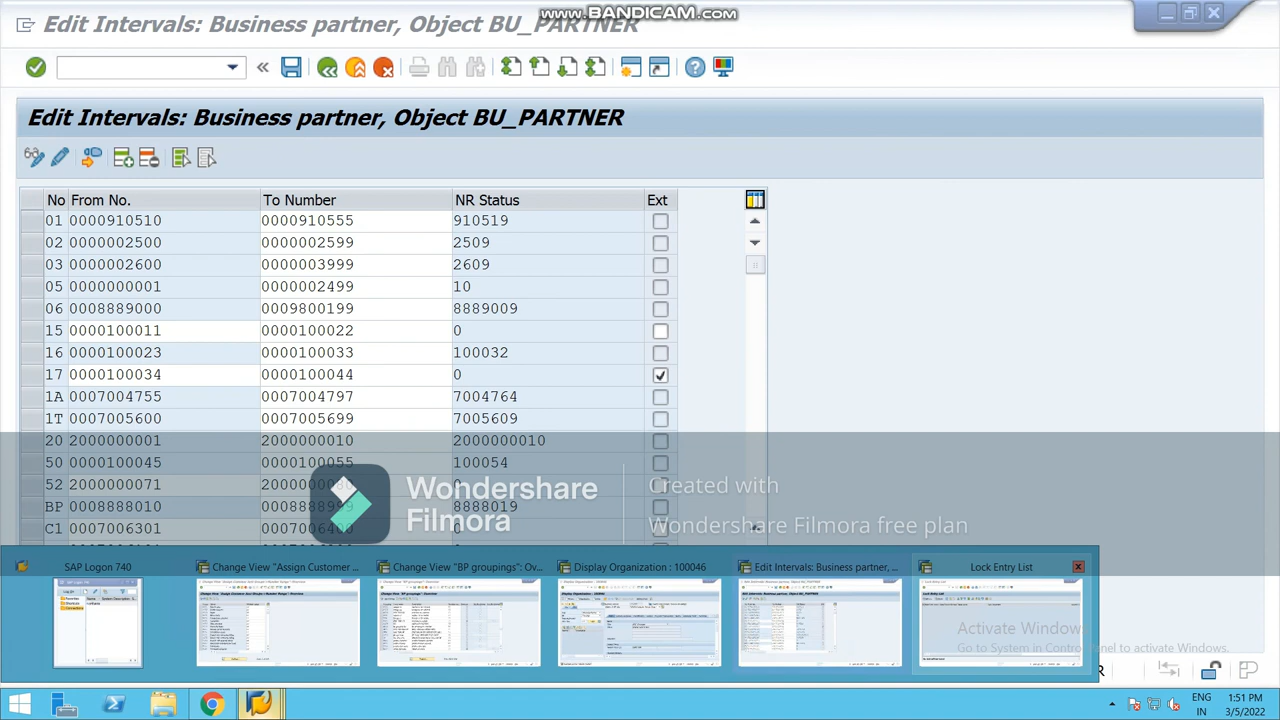 www.BANDICAM.com
Edit Intervals: Business partner, Object BU_PARTNER
Edit Intervals: Business partner, Object BU_PARTNER
No From No. To Number NR Status Ext
01 0000910510 0000910555 910519
02 0000002500 0000002599 2509
03 0000002600 0000003999 2609
05 0000000001 0000002499 10
06 0008889000 0009800199 8889009
15 0000100011 0000100022 0
16 0000100023 0000100033 100032
17 0000100034 0000100044 0
1A 0007004755 0007004797 7004764
1T 0007005600 0007005699 7005609
20 2000000001 2000000010 2000000010
50 0000100045 0000100055 100054
52 2000000071
BP 0008888010 8888019
C1 0007006301
Wondershare Filmora
Created with
Wondershare Filmora free plan
SAP Logon 740
Change View "Assign Customer ...
Change View "BP groupings": Ov...
Display Organization : 100046
Edit Intervals: Business partner, ...
Lock Entry List
Activate Window
Go to System in Control Panel to activate Windows.
R
ENG
IN
1:51 PM
3/5/2022